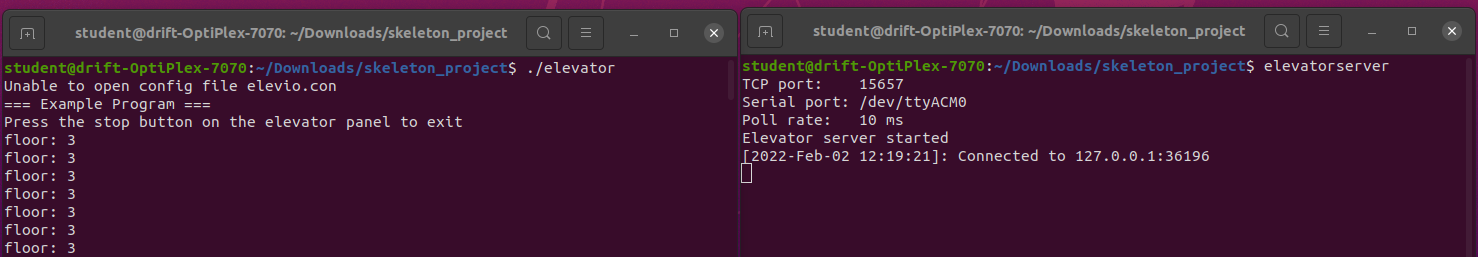 student@drift-OptiPlex-7070: ~/Downloads/skeleton_project
student@drift-OptiPlex-7070:~/Downloads/skeleton_project$ ./elevator
Unable to open config file elevio.con
=== Example Program ===
Press the stop button on the elevator panel to exit
floor: 3
floor: 3
floor: 3
floor: 3
floor: 3
floor: 3
floor: 3
student@drift-OptiPlex-7070: ~/Downloads/skeleton_project
student@drift-OptiPlex-7070:~/Downloads/skeleton_project$ elevatorserver
TCP port:    15657
Serial port: /dev/ttyACM0
Poll rate:   10 ms
Elevator server started
[2022-Feb-02 12:19:21]: Connected to 127.0.0.1:36196